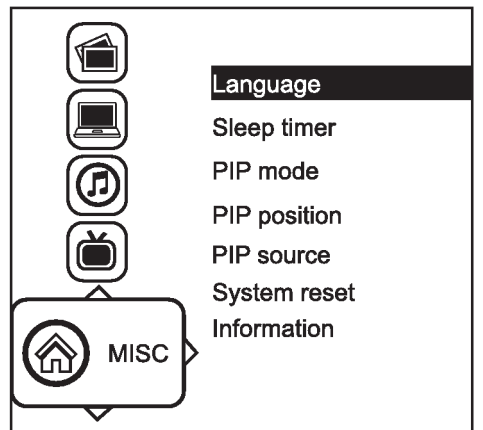 Language
Sleep timer
PIP mode
PIP position
PIP source
System reset
Information
MISC